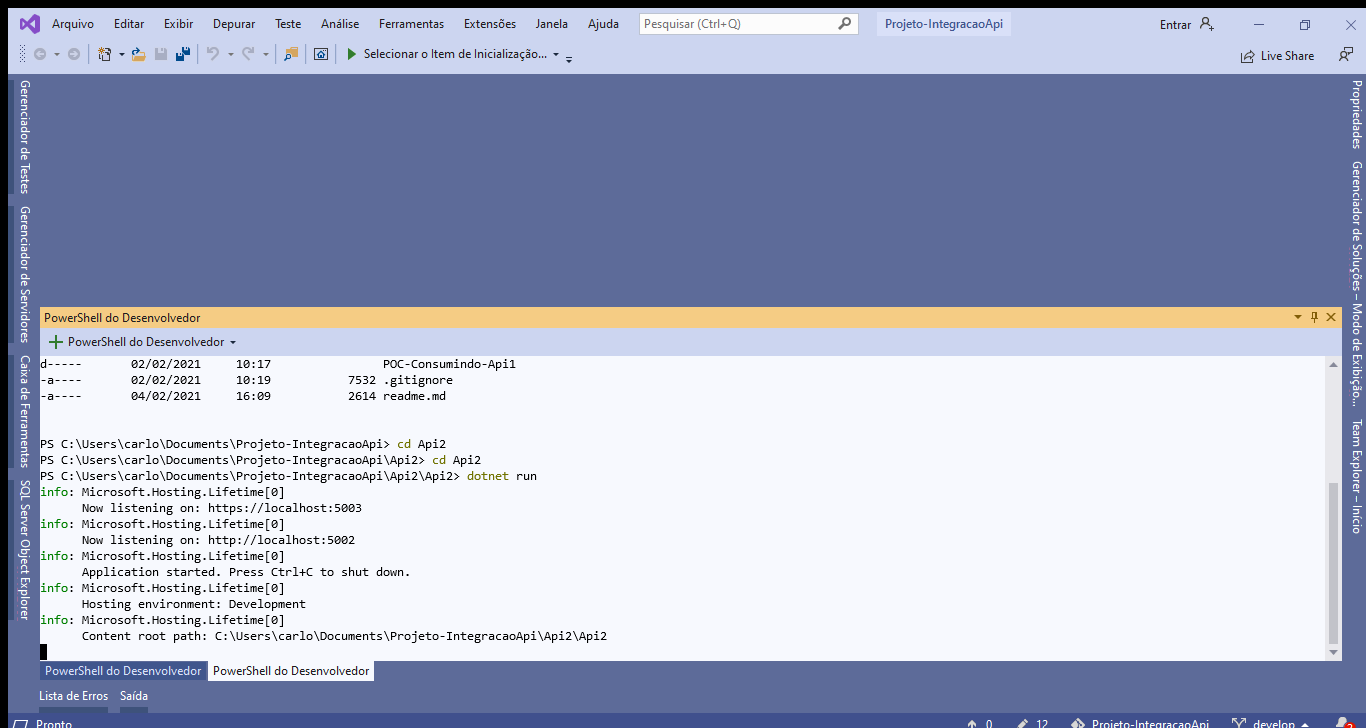 Arquivo Editar Exibir Depurar Teste Análise Ferramentas Extensões Janela Ajuda Pesquisar (Ctrl+Q) Projeto-IntegracaoApi Entrar
Selecionar o Item de Inicialização... Live Share
Gerenciador de Testes
Gerenciador de Servidores
Caixa de Ferramentas
SQL Server Object Explorer
Propriedades
Gerenciador de Soluções – Modo de Exibição...
Team Explorer – Início
PowerShell do Desenvolvedor
PowerShell do Desenvolvedor
d----- 02/02/2021 10:17 POC-Consumindo-Api1
-a---- 02/02/2021 10:19 7532 .gitignore
-a---- 04/02/2021 16:09 2614 readme.md
PS C:\Users\carlo\Documents\Projeto-IntegracaoApi> cd Api2
PS C:\Users\carlo\Documents\Projeto-IntegracaoApi\Api2> cd Api2
PS C:\Users\carlo\Documents\Projeto-IntegracaoApi\Api2\Api2> dotnet run
info: Microsoft.Hosting.Lifetime[0]
Now listening on: https://localhost:5003
info: Microsoft.Hosting.Lifetime[0]
Now listening on: http://localhost:5002
info: Microsoft.Hosting.Lifetime[0]
Application started. Press Ctrl+C to shut down.
info: Microsoft.Hosting.Lifetime[0]
Hosting environment: Development
info: Microsoft.Hosting.Lifetime[0]
Content root path: C:\Users\carlo\Documents\Projeto-IntegracaoApi\Api2\Api2
PowerShell do Desenvolvedor PowerShell do Desenvolvedor
Lista de Erros Saída
Pronto 0 12 Projeto-IntegracaoApi develop 2